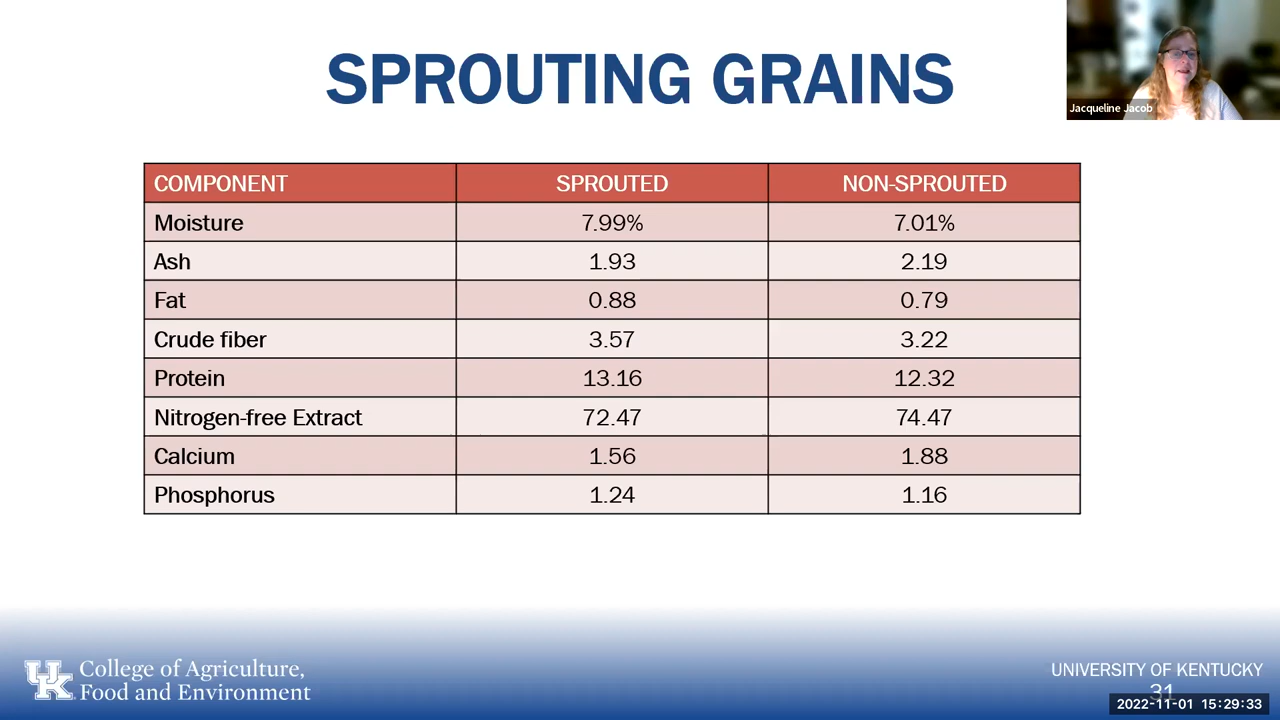 SPROUTING GRAINS
Jacqueline Jacob
COMPONENT SPROUTED NON-SPROUTED
Moisture 7.99% 7.01%
Ash 1.93 2.19
Fat 0.88 0.79
Crude fiber 3.57 3.22
Protein 13.16 12.32
Nitrogen-free Extract 72.47 74.47
Calcium 1.56 1.88
Phosphorus 1.24 1.16
UK College of Agriculture,
Food and Environment
UNIVERSITY OF KENTUCKY
31
2022-11-01 15:29:33